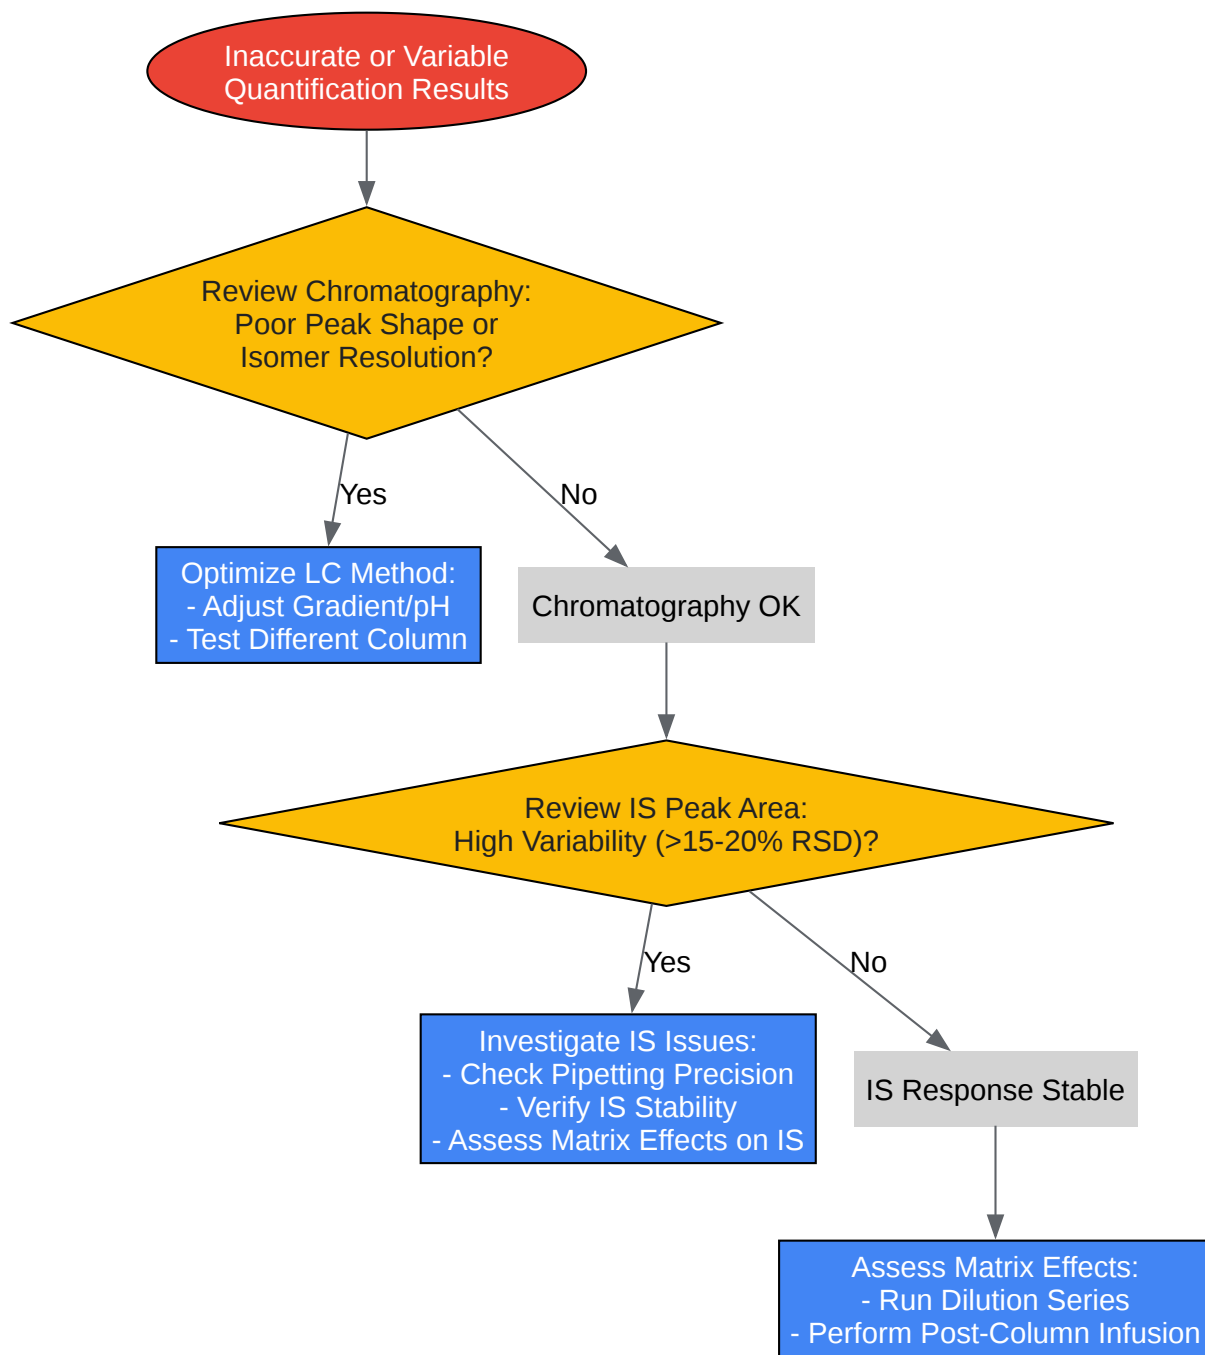 Inaccurate or Variable
Quantification Results
Review Chromatography:
Poor Peak Shape or
Isomer Resolution?
Yes
No
Optimize LC Method:
- Adjust Gradient/pH
- Test Different Column
Chromatography OK
Review IS Peak Area:
High Variability (>15-20% RSD)?
Yes
No
Investigate IS Issues:
- Check Pipetting Precision
- Verify IS Stability
- Assess Matrix Effects on IS
IS Response Stable
Assess Matrix Effects:
- Run Dilution Series
- Perform Post-Column Infusion